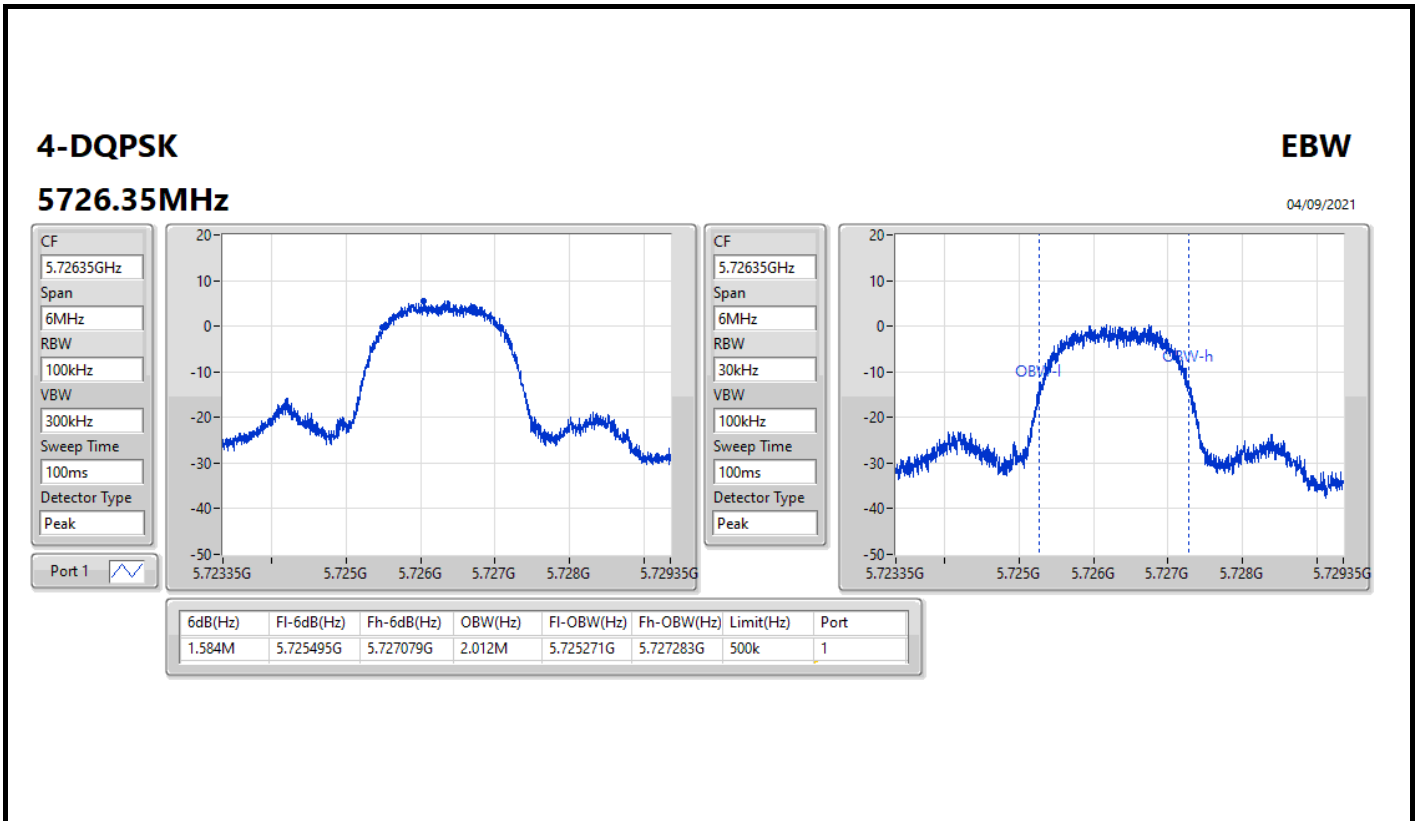 4-DQPSK
EBW
5726.35MHz
04/09/2021
CF
5.72635GHz
Span
6MHz
RBW
100kHz
VBW
300kHz
Sweep Time
100ms
Detector Type
Peak
Port 1
20
10
0
-10
-20
-30
-40
-50
5.72335G 5.725G 5.726G 5.727G 5.728G 5.72935G
CF
5.72635GHz
Span
6MHz
RBW
30kHz
VBW
100kHz
Sweep Time
100ms
Detector Type
Peak
20
10
0
-10
-20
-30
-40
-50
OBW-l
OBW-h
5.72335G 5.725G 5.726G 5.727G 5.728G 5.72935G
6dB(Hz) Fl-6dB(Hz) Fh-6dB(Hz) OBW(Hz) Fl-OBW(Hz) Fh-OBW(Hz) Limit(Hz) Port
1.584M 5.725495G 5.727079G 2.012M 5.725271G 5.727283G 500k 1